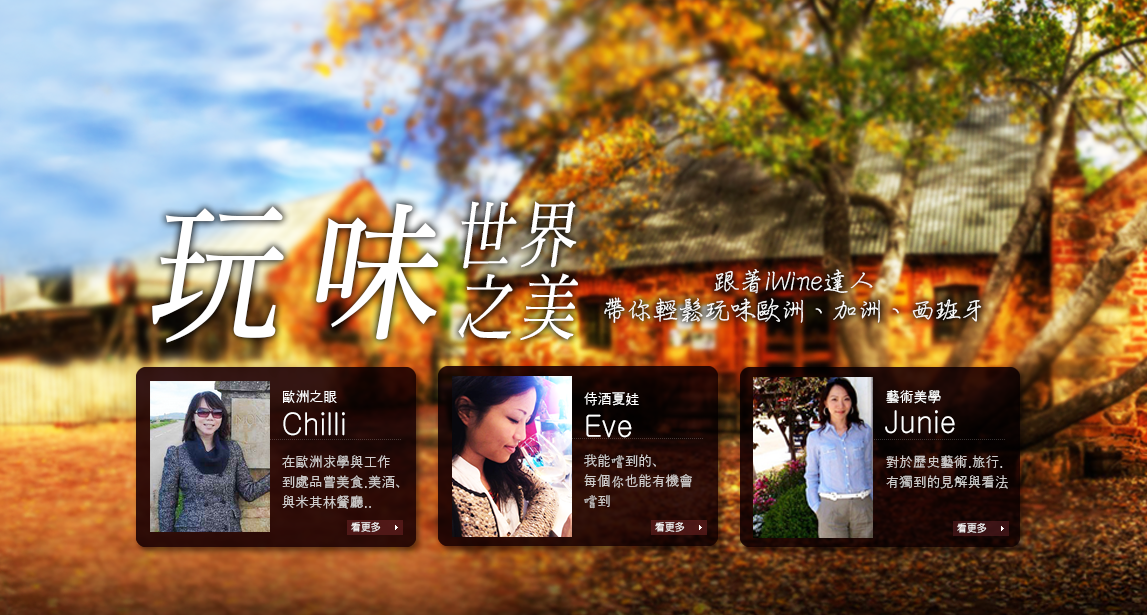 玩味世界之美
跟著iWine達人
帶你輕鬆玩味歐洲、加洲、西班牙
歐洲之眼
Chilli
在歐洲求學與工作
到處品嘗美食.美酒、
與米其林餐廳..
看更多
侍酒夏娃
Eve
我能嚐到的、
每個你也能有機會
嚐到
看更多
藝術美學
Junie
對於歷史藝術.旅行.
有獨到的見解與看法
看更多